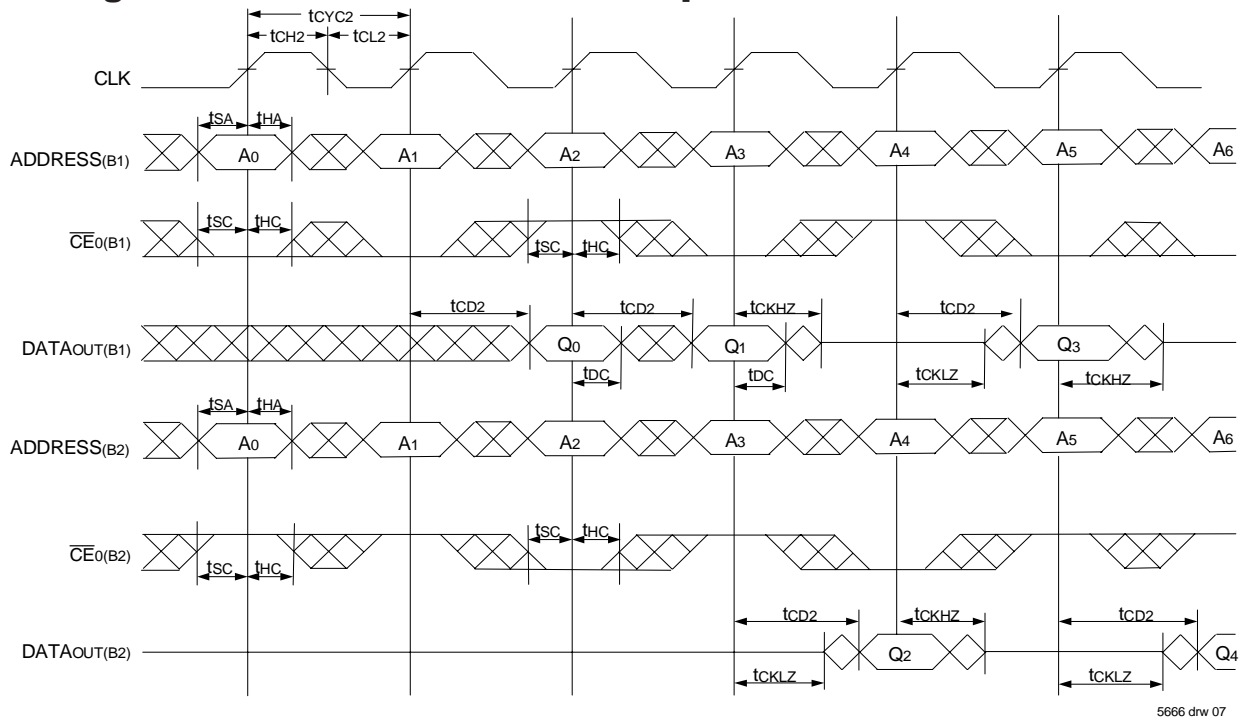 tCYC2
tCH2 tCL2
CLK
tSA tHA
ADDRESS(B1) A0 A1 A2 A3 A4 A5 A6
tSC tHC
CE0(B1)
tSC tHC
tCD2 tCD2 tCKHZ tCD2
DATAOUT(B1) Q0 Q1 Q3
tDC tDC tCKLZ tCKHZ
tSA tHA
ADDRESS(B2) A0 A1 A2 A3 A4 A5 A6
tSC tHC
CE0(B2)
tSC tHC
tCD2 tCKHZ tCD2
DATAOUT(B2) Q2 Q4
tCKLZ tCKLZ
5666 drw 07